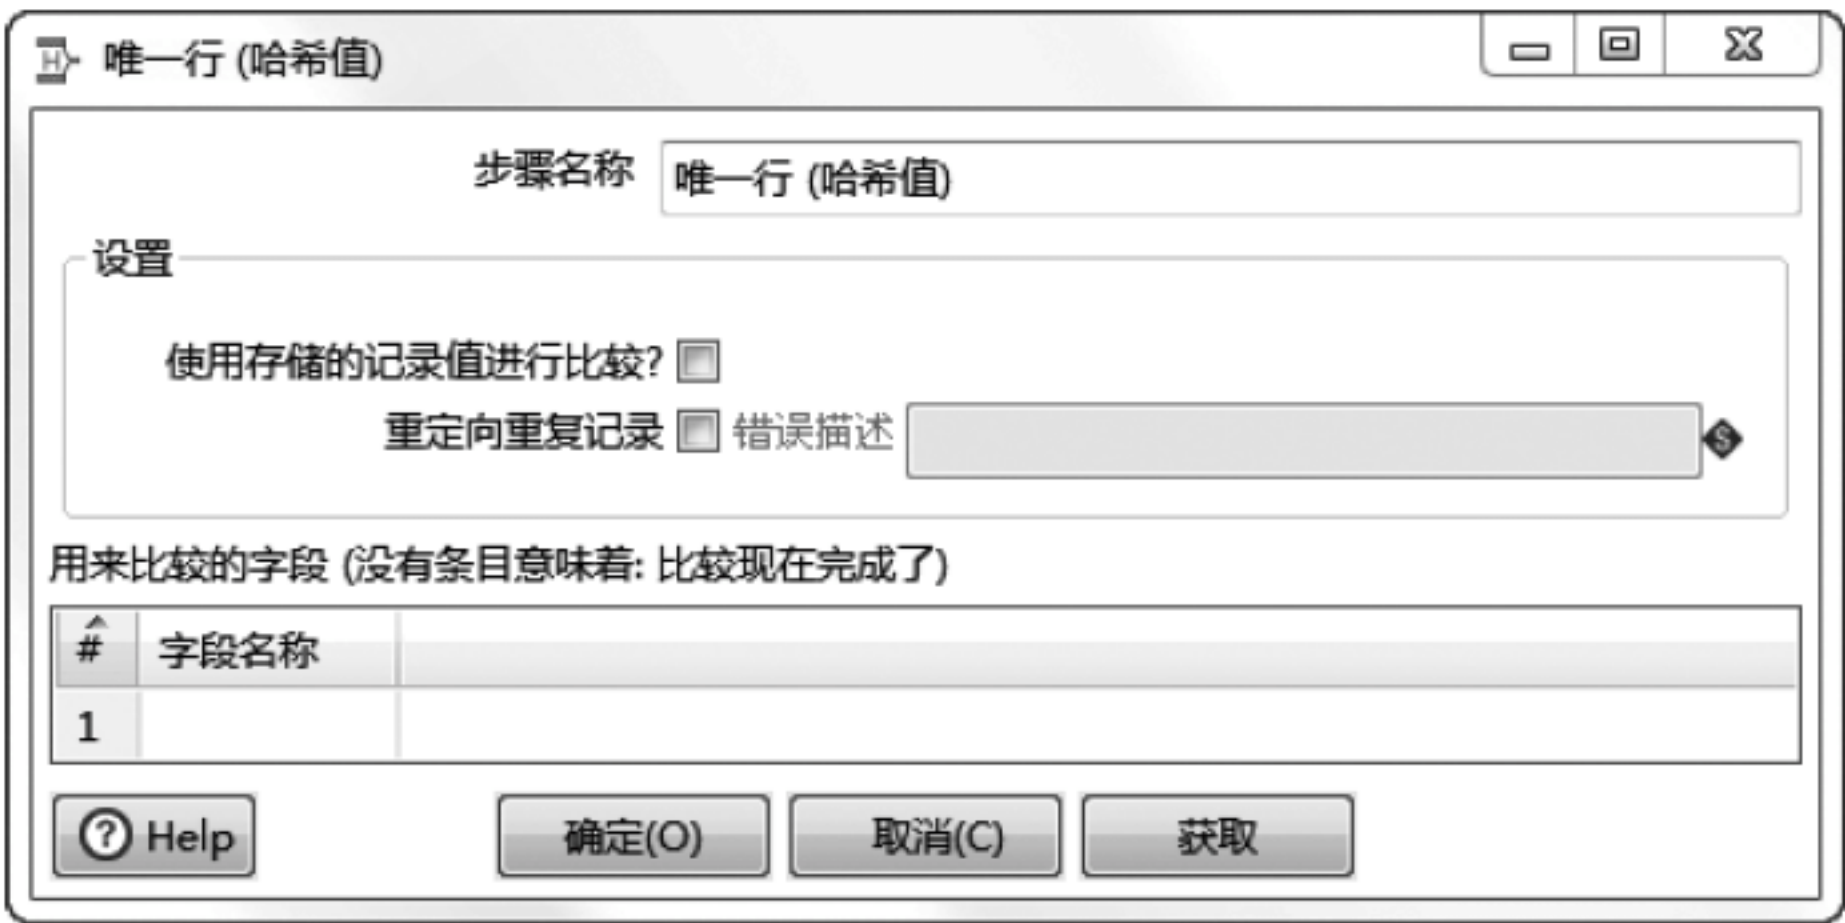 唯一行 (哈希值)
步骤名称 唯一行 (哈希值)
设置
使用存储的记录值进行比较?
重定向重复记录 错误描述
用来比较的字段 (没有条目意味着: 比较现在完成了)
# 字段名称
1
Help 确定(O) 取消(C) 获取